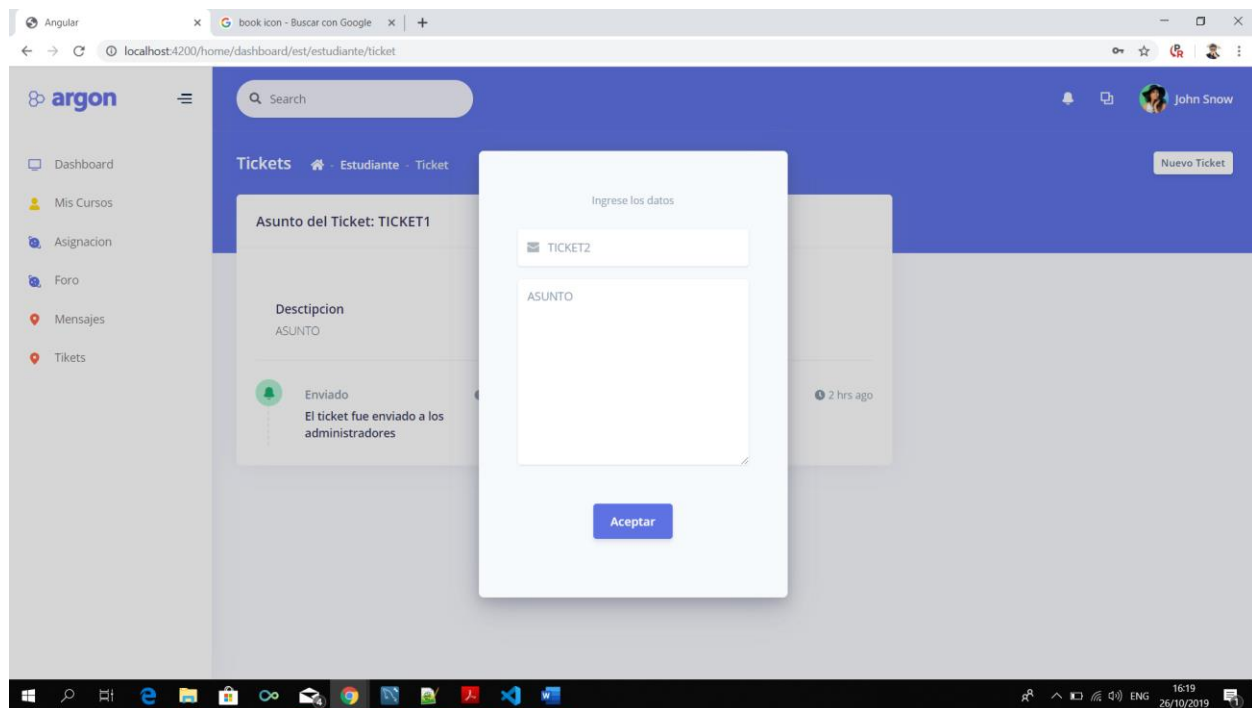 Angular
book icon - Buscar con Google
localhost:4200/home/dashboard/est/estudiante/ticket
argon
Search
John Snow
Dashboard
Mis Cursos
Asignacion
Foro
Mensajes
Tikets
Tickets - Estudiante - Ticket
Nuevo Ticket
Asunto del Ticket: TICKET1
Desctipcion
ASUNTO
Enviado
2 hrs ago
El ticket fue enviado a los
administradores
Ingrese los datos
TICKET2
ASUNTO
Aceptar
ENG
16:19
26/10/2019